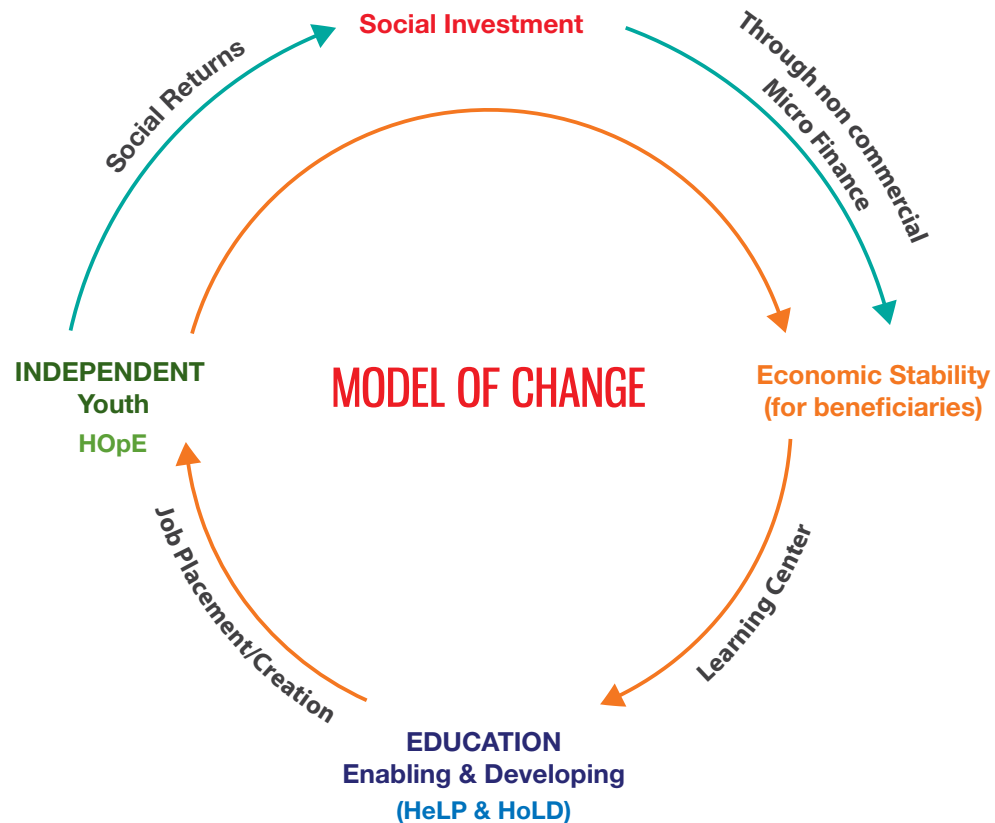 Social Investment
Social Returns
Through non commercial
Micro Finance
INDEPENDENT
Youth
HOpE
MODEL OF CHANGE
Economic Stability
(for beneficiaries)
Job Placement/Creation
Learning Center
EDUCATION
Enabling & Developing
(HeLP & HoLD)